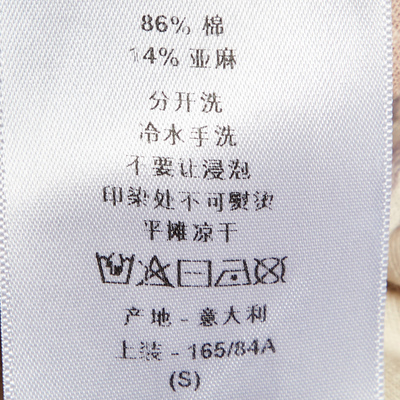 86% 棉
14% 亚麻
分开洗
冷水手洗
不要让浸泡
印染处不可熨烫
平摊凉干
产地 - 意大利
上装 - 165/84A
(S)